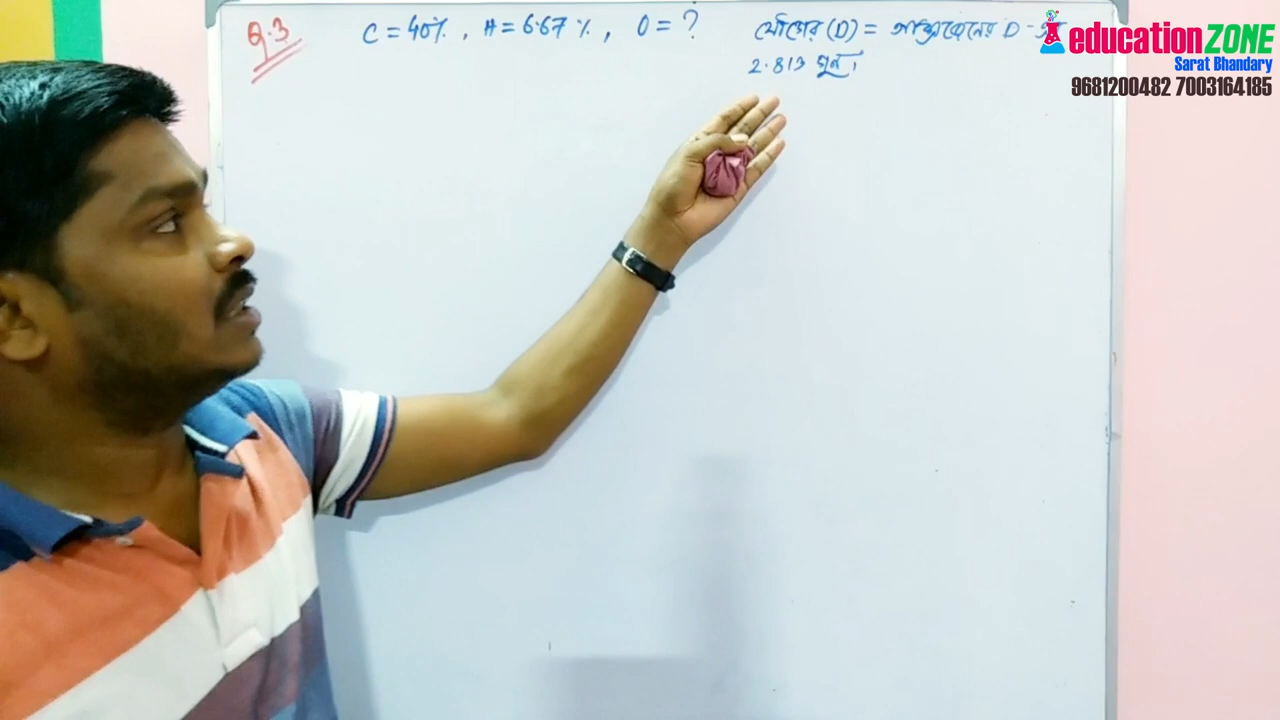 Q.3 C = 40%, H = 6.67%, O = ? যৌগের (D) = অক্সিজেনের D -
2.813 গুন।
educationZONE
Sarat Bhandary
9681200482 7003164185